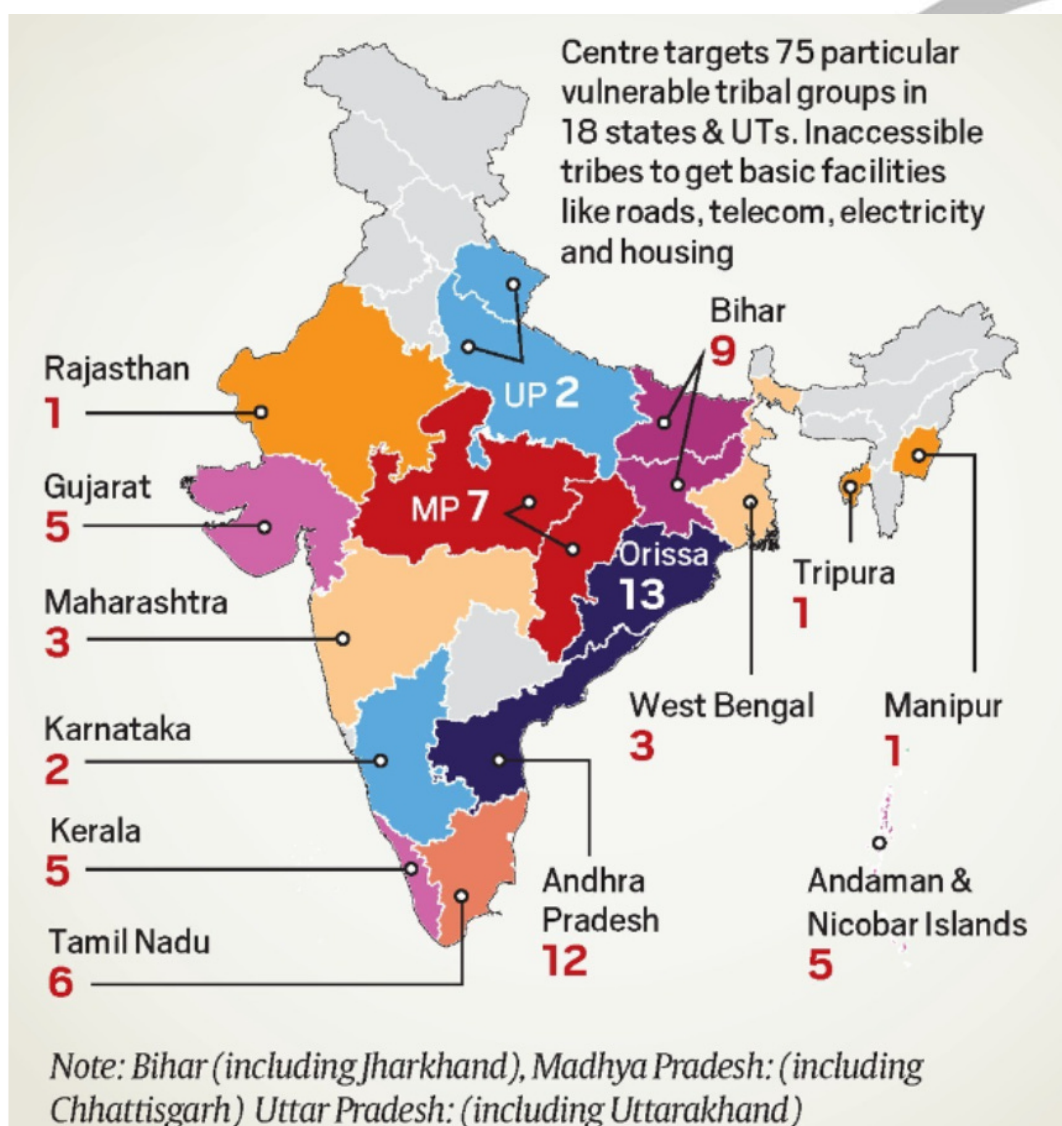 Centre targets 75 particular
vulnerable tribal groups in
18 states & UTs. Inaccessible
tribes to get basic facilities
like roads, telecom, electricity
and housing
Bihar
9
Rajasthan
1
UP 2
Gujarat
5
MP 7
Orissa
13
Maharashtra
3
Tripura
1
West Bengal
3
Manipur
1
Karnataka
2
Kerala
5
Andhra
Pradesh
12
Andaman &
Nicobar Islands
5
Tamil Nadu
6
Note: Bihar (including Jharkhand), Madhya Pradesh: (including
Chhattisgarh) Uttar Pradesh: (including Uttarakhand)